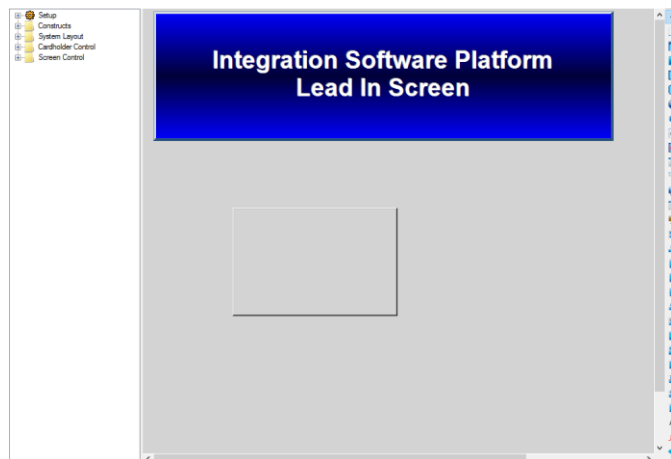 Setup
Constructs
System Layout
Cardholder Control
Screen Control
Integration Software Platform
Lead In Screen